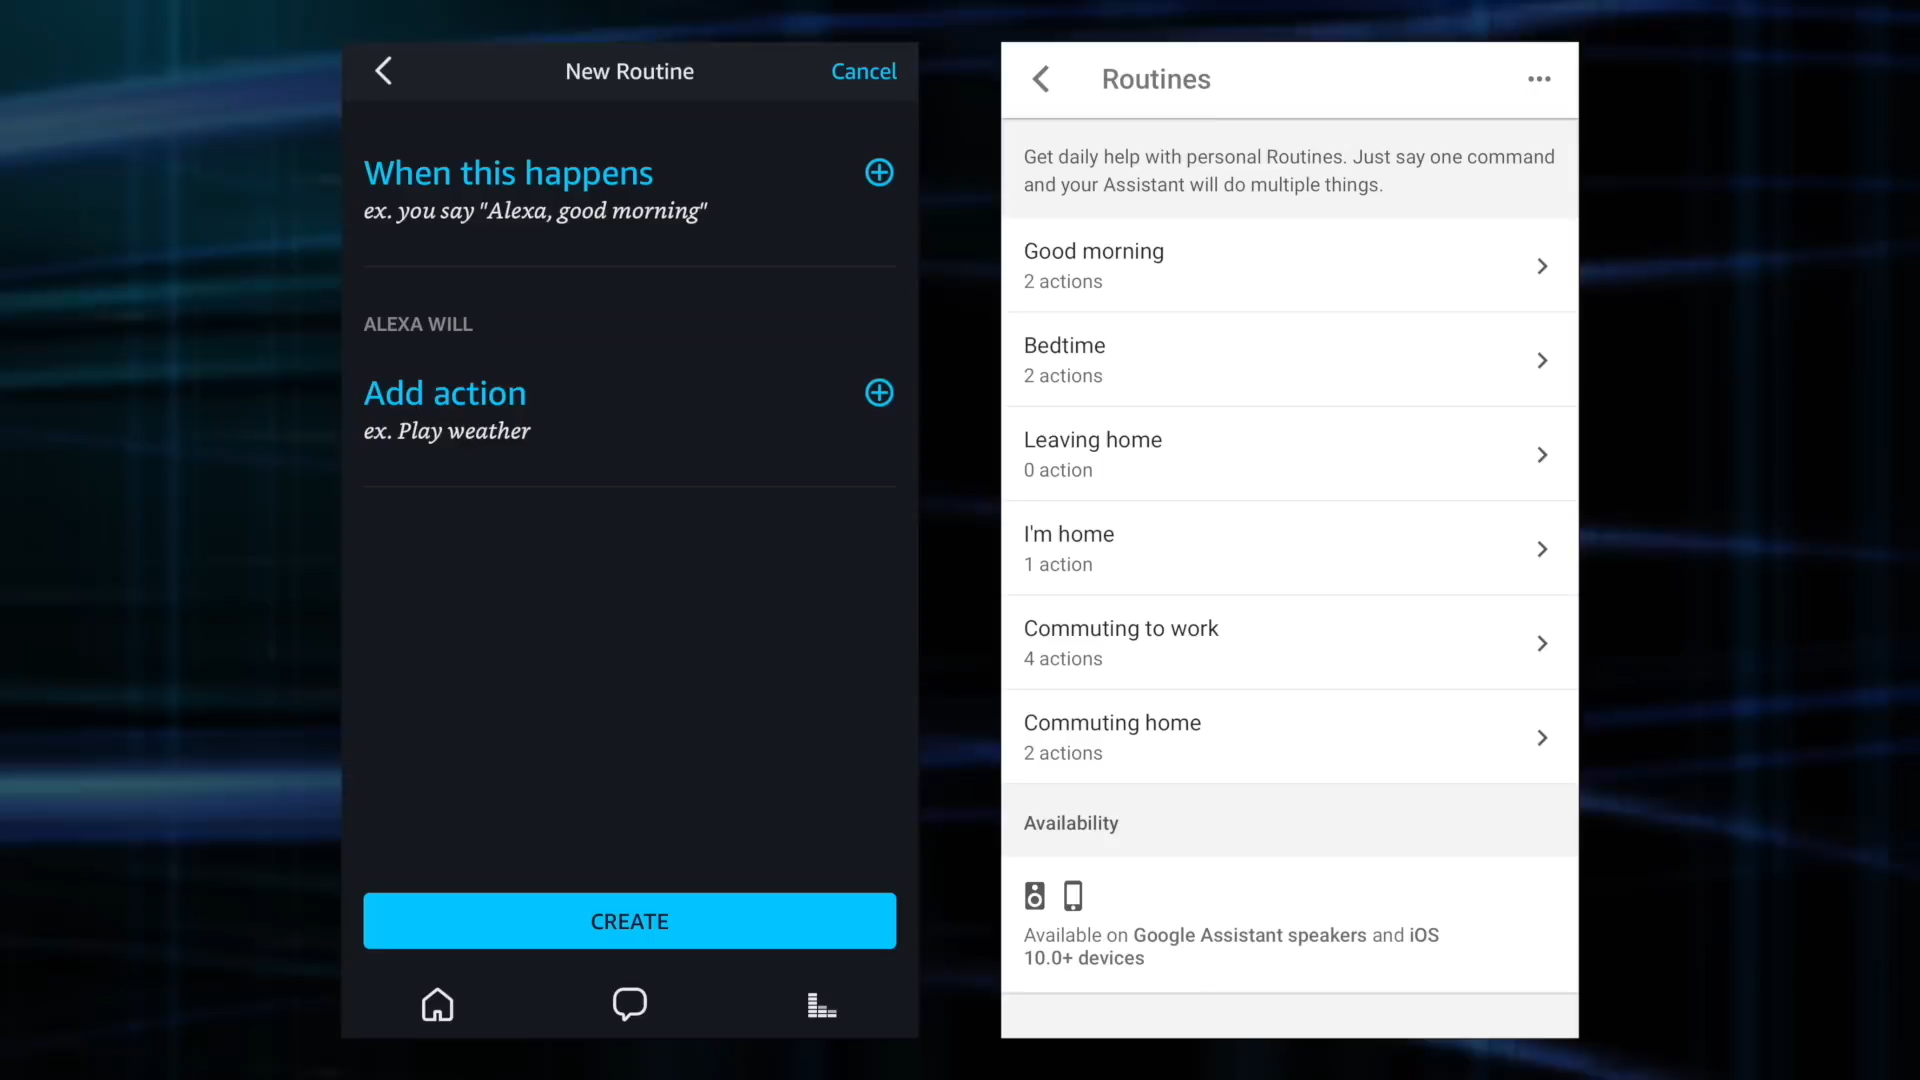 New Routine
Cancel
When this happens
ex. you say "Alexa, good morning"
ALEXA WILL
Add action
ex. Play weather
CREATE
Routines
Get daily help with personal Routines. Just say one command
and your Assistant will do multiple things.
Good morning
2 actions
Bedtime
2 actions
Leaving home
0 action
I'm home
1 action
Commuting to work
4 actions
Commuting home
2 actions
Availability
Available on Google Assistant speakers and iOS
10.0+ devices